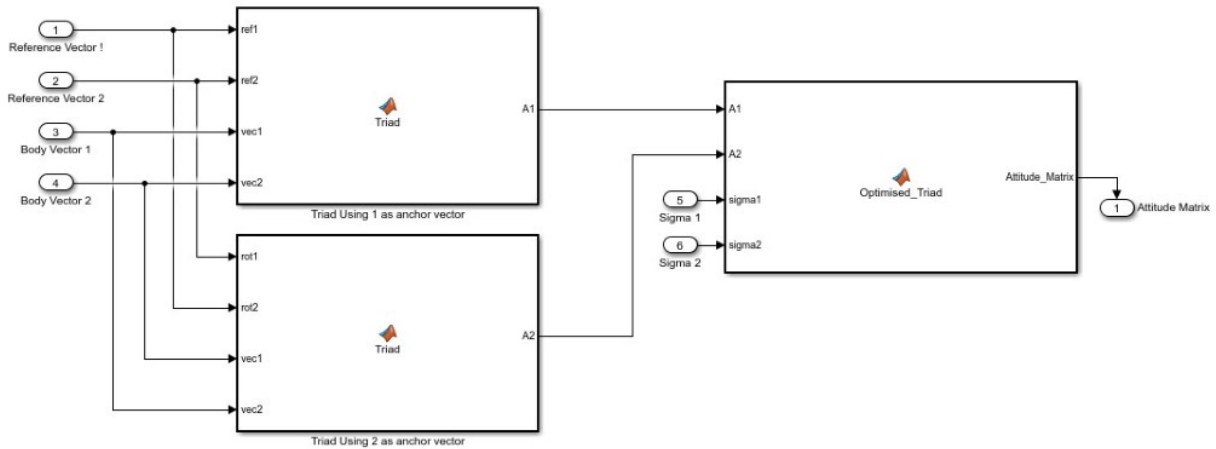 1
Reference Vector !
2
Reference Vector 2
3
Body Vector 1
4
Body Vector 2
ref1
ref2
vec1
vec2
Triad
A1
Triad Using 1 as anchor vector
rot1
rot2
vec1
vec2
Triad
A2
Triad Using 2 as anchor vector
5
Sigma 1
6
Sigma 2
A1
A2
sigma1
sigma2
Optimised_Triad
Attitude_Matrix
1
Attitude Matrix